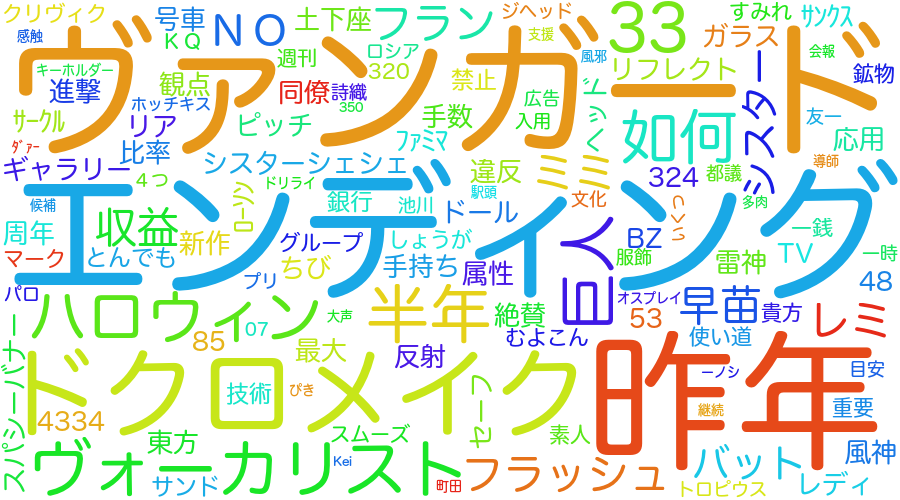 クリヴィク 号車 NO 土下座 フラン ジヘッド 33 すみれ サンクス
感触 KQ 週刊 ロシア 支援 ガラス 会報
キーホルダー 観点 320 禁止 風邪 リフレクト 鉱物
ヴァンガード
進撃 ホッチキス 同僚 詩織 350 広告 ヘッド シスター
サークル リア ピッチ ファミマ 手数 入用 如何 友一 応用
ダァー 比率
ギャラリー シスターシェシェ 違反 ミミ 324 都議 導師
4つ ドリライ 駅頭
候補 ローソン 銀行 池川 ドール 文化 多肉
エンディング
周年 収益 新作 グループ しょうが いくつ BZ 一銭
マーク とんでも ちび 手持ち 属性 服飾 雷神 TV 一時
パロ プリ 巨人 オスプレイ 48
ハロウィン 半年 絶賛 53 早苗 貴方 レミ
85 07 大声 むよこん 使い道
スパシーバナー 最大 反射 ーノシ 目安
ドクロメイク 昨年
技術 ぴき セーフ 継続 重要
4334 東方 スムーズ 素人 風神
ヴォーカリスト Kei フラッシュ バット
サンド 町田 トロピウス レディ